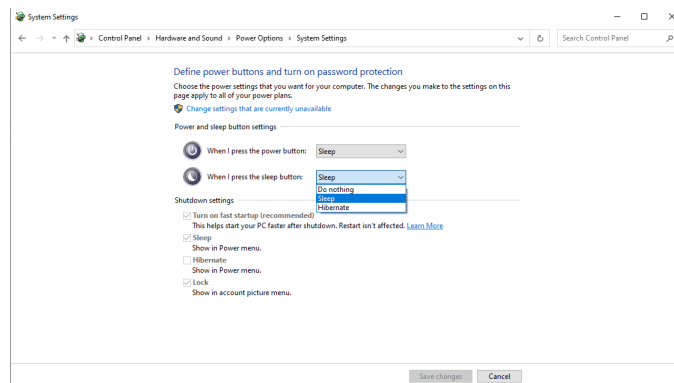 System Settings
Control Panel > Hardware and Sound > Power Options > System Settings
Search Control Panel
Define power buttons and turn on password protection
Choose the power settings that you want for your computer. The changes you make to the settings on this
page apply to all of your power plans.
Change settings that are currently unavailable
Power and sleep button settings
When I press the power button: Sleep
When I press the sleep button: Sleep
Do nothing
Sleep
Hibernate
Shutdown settings
Turn on fast startup (recommended)
This helps start your PC faster after shutdown. Restart isn't affected. Learn More
Sleep
Show in Power menu.
Hibernate
Show in Power menu.
Lock
Show in account picture menu.
Save changes Cancel